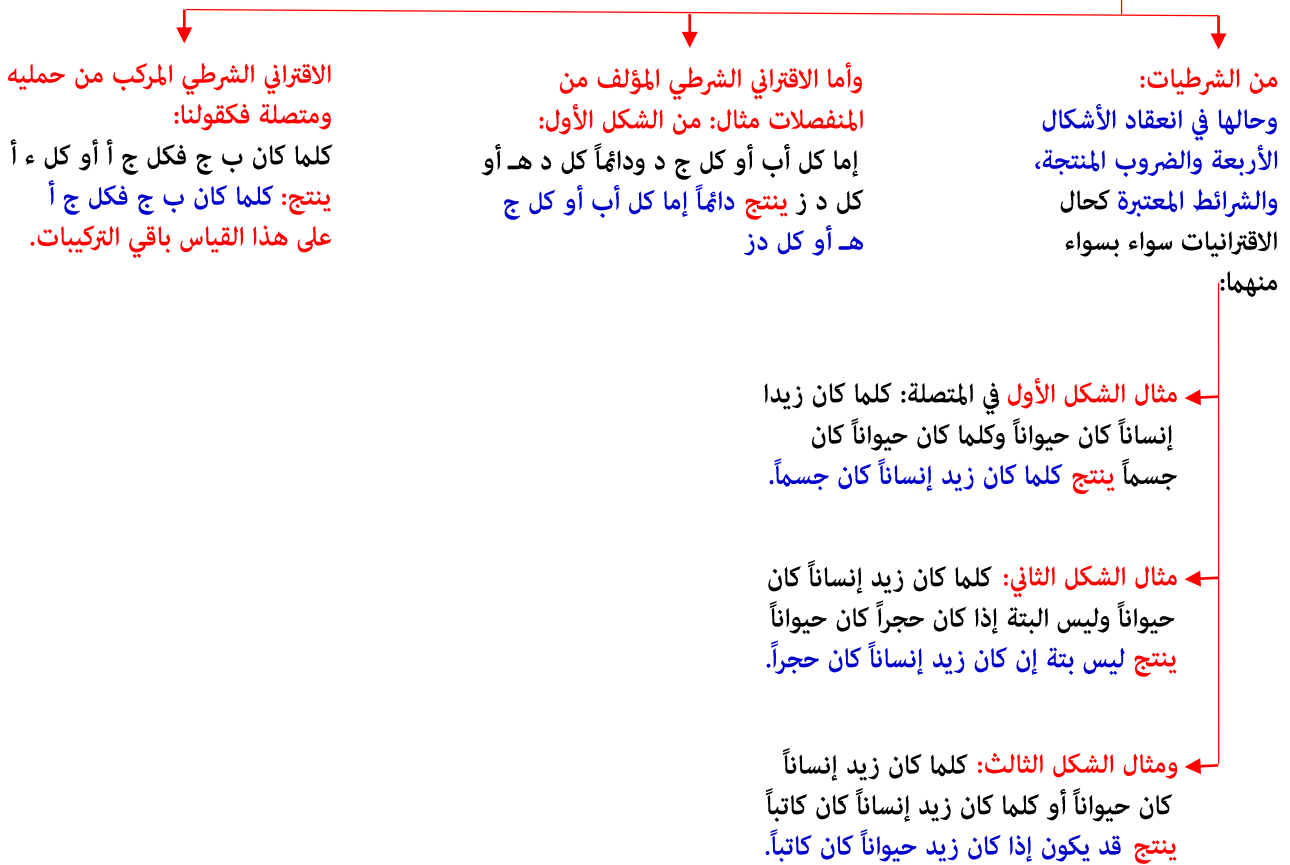 من الشرطيات:
وحالها في انعقاد الأشكال
الأربعة والضروب المنتجة،
والشرائط المعتبرة كحال
الاقترانيات سواء بسواء
منهما:
وأما الاقتراني الشرطي المؤلف من
المنفصلات مثال: من الشكل الأول:
إما كل أب أو كل ج د ودائماً كل د هـ أو
كل د ز ينتج دائماً إما كل أب أو كل ج
هـ أو كل دز
الاقتراني الشرطي المركب من حمليه
ومتصلة فكقولنا:
كلما كان ب ج فكل ج أ أو كل ء أ
ينتج: كلما كان ب ج فكل ج أ
على هذا القياس باقي التركيبات.
مثال الشكل الأول في المتصلة: كلما كان زيدا
إنساناً كان حيواناً وكلما كان حيواناً كان
جسماً ينتج كلما كان زيد إنساناً كان جسماً.
مثال الشكل الثاني: كلما كان زيد إنساناً كان
حيواناً وليس البتة إذا كان حجراً كان حيواناً
ينتج ليس بتة إن كان زيد إنساناً كان حجراً.
ومثال الشكل الثالث: كلما كان زيد إنساناً
كان حيواناً أو كلما كان زيد إنساناً كان كاتباً
ينتج قد يكون إذا كان زيد حيواناً كان كاتباً.